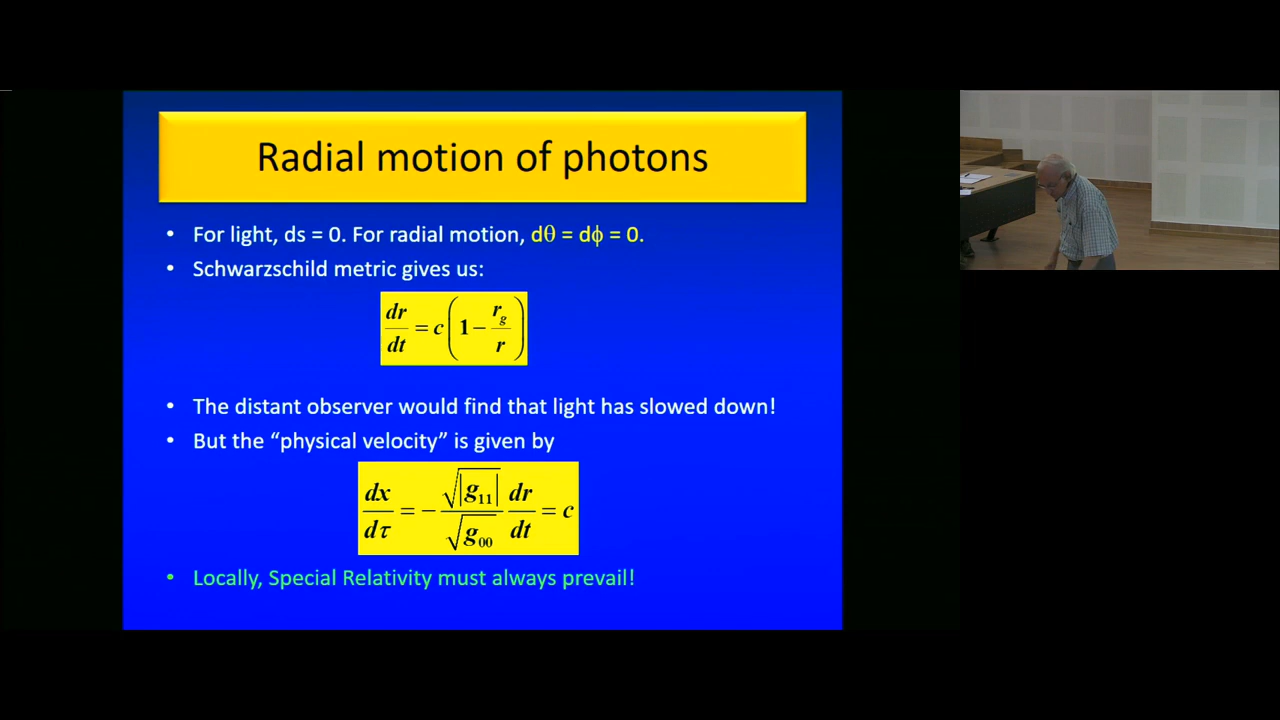 Radial motion of photons
• For light, ds = 0. For radial motion, dθ = dϕ = 0.
• Schwarzschild metric gives us:
dr/dt = c(1 − r_g/r)
• The distant observer would find that light has slowed down!
• But the “physical velocity” is given by
dx/dτ = − √|g₁₁|/√g₀₀ dr/dt = c
• Locally, Special Relativity must always prevail!